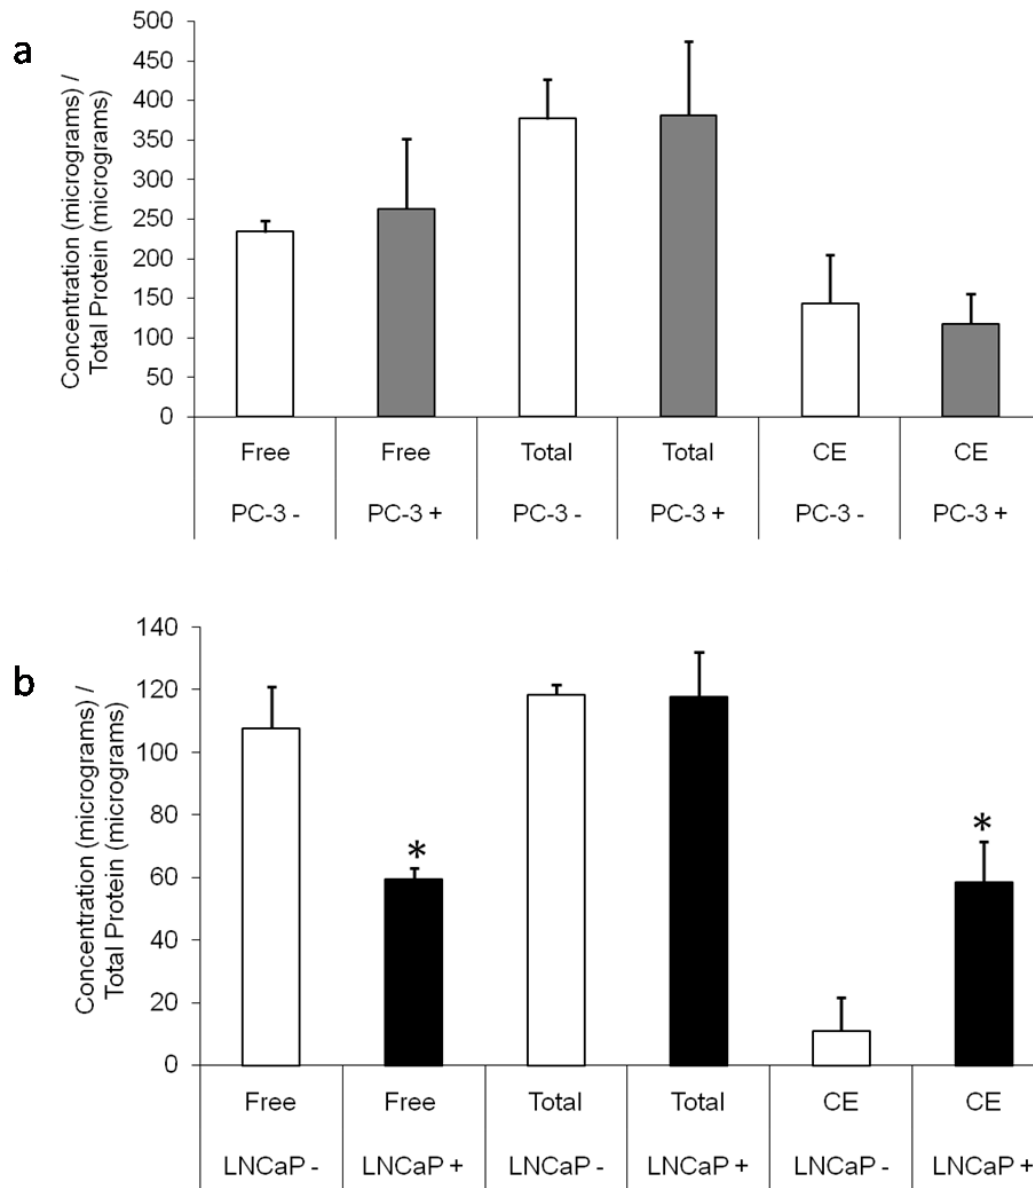 a
Concentration (micrograms) /
Total Protein (micrograms)
500
450
400
350
300
250
200
150
100
50
0
Free Free Total Total CE CE
PC-3 - PC-3 + PC-3 - PC-3 + PC-3 - PC-3 +
b
Concentration (micrograms) /
Total Protein (micrograms)
140
120
100
80
60
40
20
0
* *
Free Free Total Total CE CE
LNCaP - LNCaP + LNCaP - LNCaP + LNCaP - LNCaP +